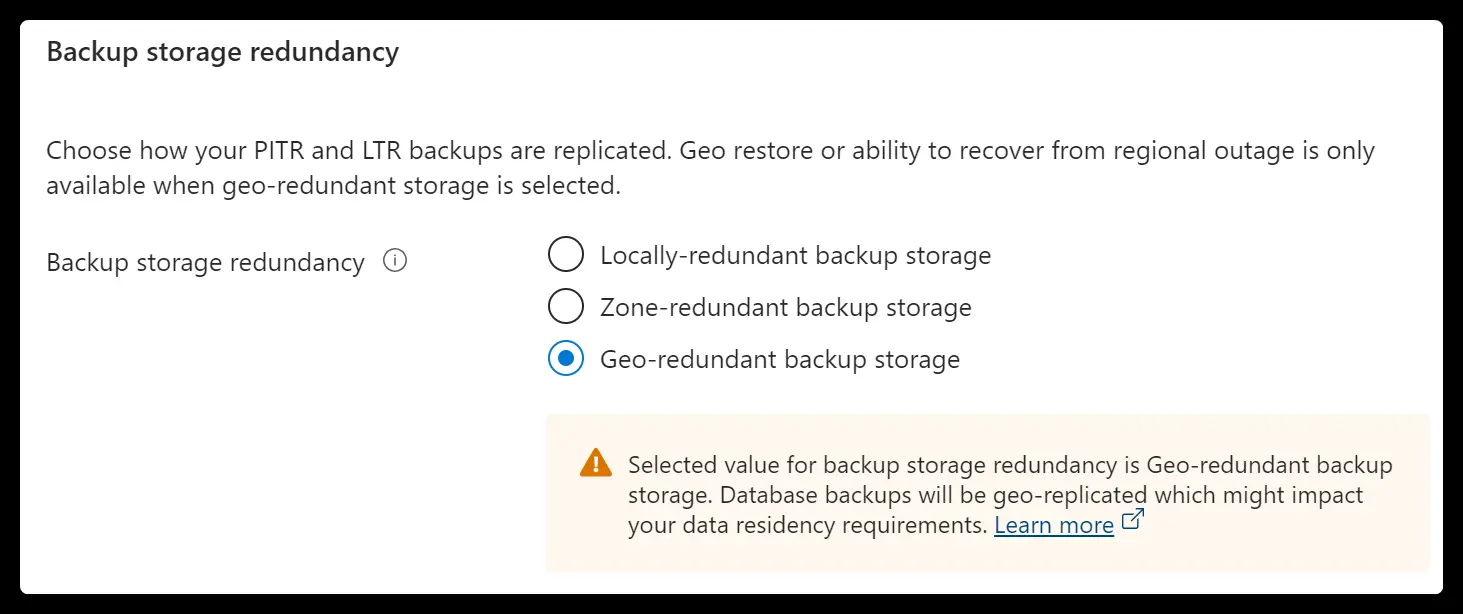 Backup storage redundancy
Choose how your PITR and LTR backups are replicated. Geo restore or ability to recover from regional outage is only
available when geo-redundant storage is selected.
Backup storage redundancy
Locally-redundant backup storage
Zone-redundant backup storage
Geo-redundant backup storage
Selected value for backup storage redundancy is Geo-redundant backup
storage. Database backups will be geo-replicated which might impact
your data residency requirements. Learn more